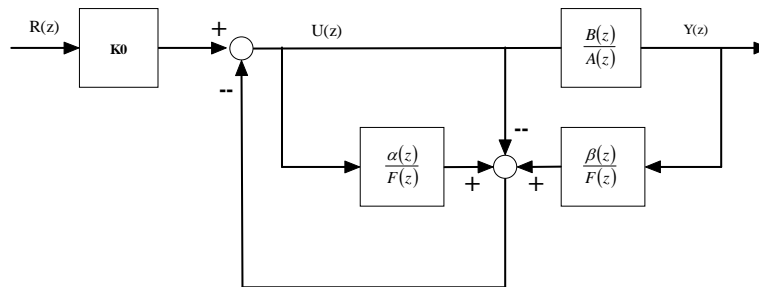 R(z)
K0
+
--
U(z)
B(z)
A(z)
Y(z)
--
α(z)
F(z)
+
+
β(z)
F(z)